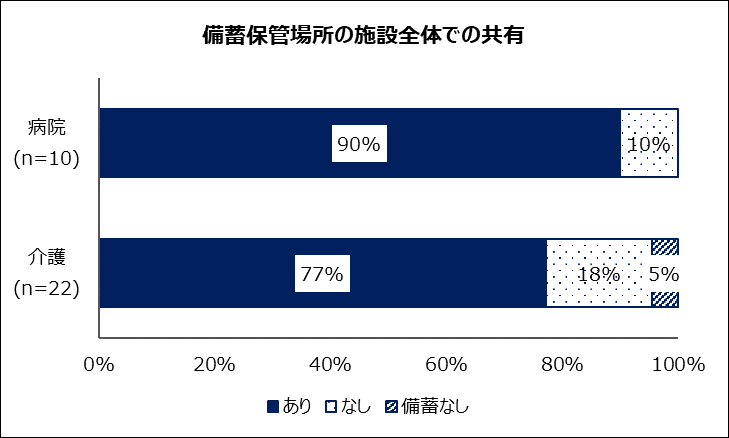 備蓄保管場所の施設全体での共有
病院
(n=10)
90%
10%
介護
(n=22)
77%
18%
5%
0%
20%
40%
60%
80%
100%
あり
なし
備蓄なし